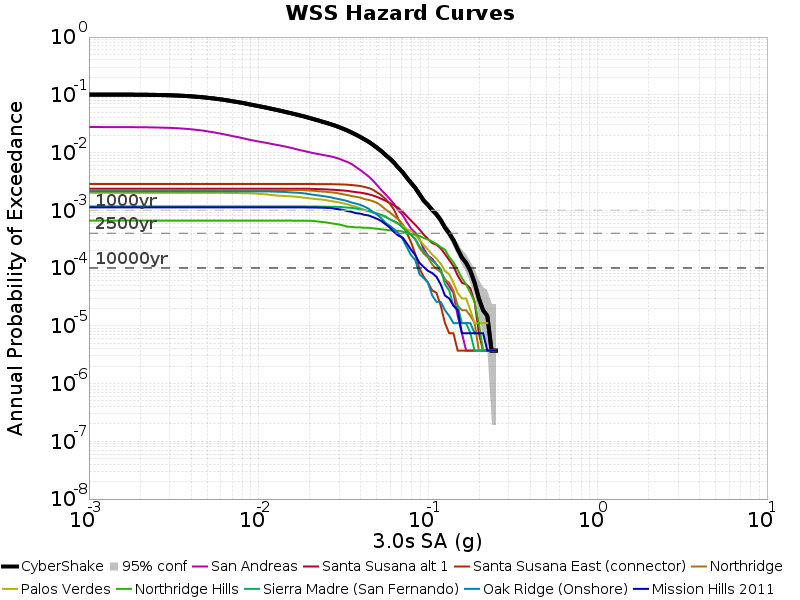 WSS Hazard Curves
Annual Probability of Exceedance
10^0
10^-1
10^-2
10^-3
10^-4
10^-5
10^-6
10^-7
10^-8
1000yr
2500yr
10000yr
10^-3 10^-2 10^-1 10^0 10^1
3.0s SA (g)
CyberShake 95% conf San Andreas Santa Susana alt 1 Santa Susana East (connector) Northridge
Palos Verdes Northridge Hills Sierra Madre (San Fernando) Oak Ridge (Onshore) Mission Hills 2011